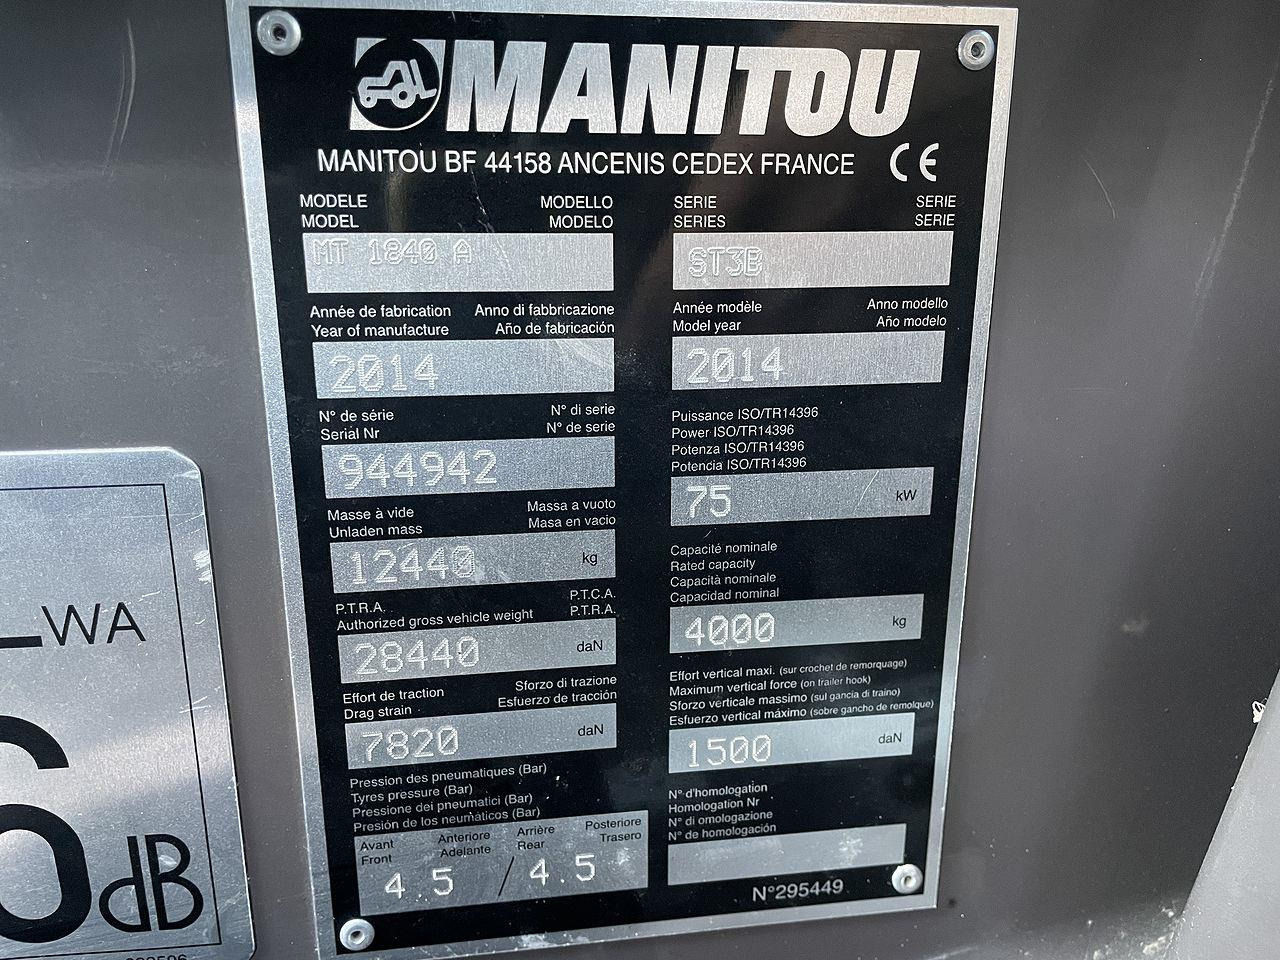 MANITOU
MANITOU BF 44158 ANCENIS CEDEX FRANCE CE
MODELE MODELLO
MODEL MODELO
MT 1840 A
SERIE SERIE
SERIES SERIE
ST3B
Année de fabrication Anno di fabbricazione
Year of manufacture Año de fabricación
2014
Année modèle Anno modello
Model year Año modelo
2014
N° de série N° di serie
Serial Nr N° de serie
944942
Puissance ISO/TR14396
Power ISO/TR14396
Potenza ISO/TR14396
Potencia ISO/TR14396
75 kW
Masse à vide Massa a vuoto
Unladen mass Masa en vacio
12440 kg
Capacité nominale
Rated capacity
Capacità nominale
Capacidad nominal
4000 kg
P.T.R.A. P.T.C.A.
Authorized gross vehicle weight P.T.R.A.
28440 daN
Effort vertical maxi. (sur crochet de remorquage)
Maximum vertical force (on trailer hook)
Sforzo verticale massimo (sul gancia di traino)
Esfuerzo vertical máximo (sobre gancho de remolque)
1500 daN
Effort de traction Sforzo di trazione
Drag strain Esfuerzo de tracción
7820 daN
Pression des pneumatiques (Bar)
Tyres pressure (Bar)
Pressione dei pneumatici (Bar)
Presión de los neumáticos (Bar)
Avant Anteriore Arrière Posteriore
Front Adelante Rear Trasero
4.5 / 4.5
N° d'homologation
Homologation Nr
N° di omologazione
N° de homologación
N°295449
LWA
6 dB